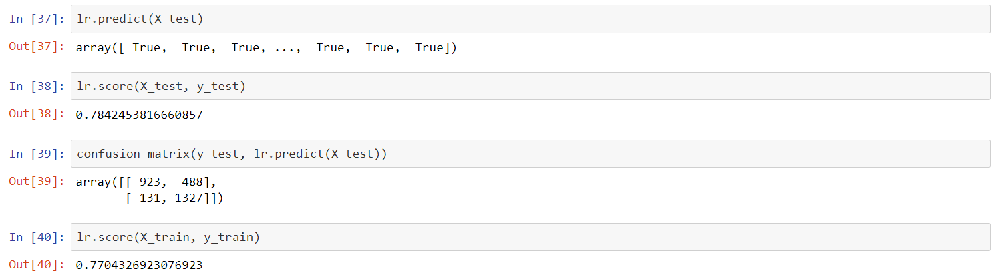 In [37]: lr.predict(X_test)
Out[37]: array([ True,  True,  True, ...,  True,  True,  True])
In [38]: lr.score(X_test, y_test)
Out[38]: 0.7842453816660857
In [39]: confusion_matrix(y_test, lr.predict(X_test))
Out[39]: array([[ 923,  488],
       [ 131, 1327]])
In [40]: lr.score(X_train, y_train)
Out[40]: 0.7704326923076923